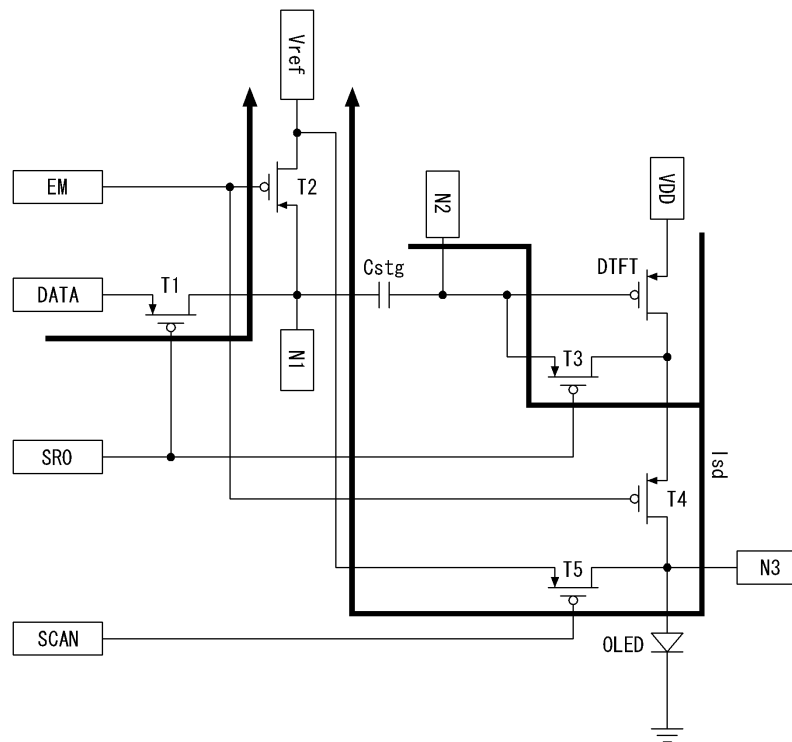 Vref
EM
T2
N2
VDD
Cstg
DTFT
DATA
T1
N1
T3
SRO
Isd
T4
T5
N3
SCAN
OLED